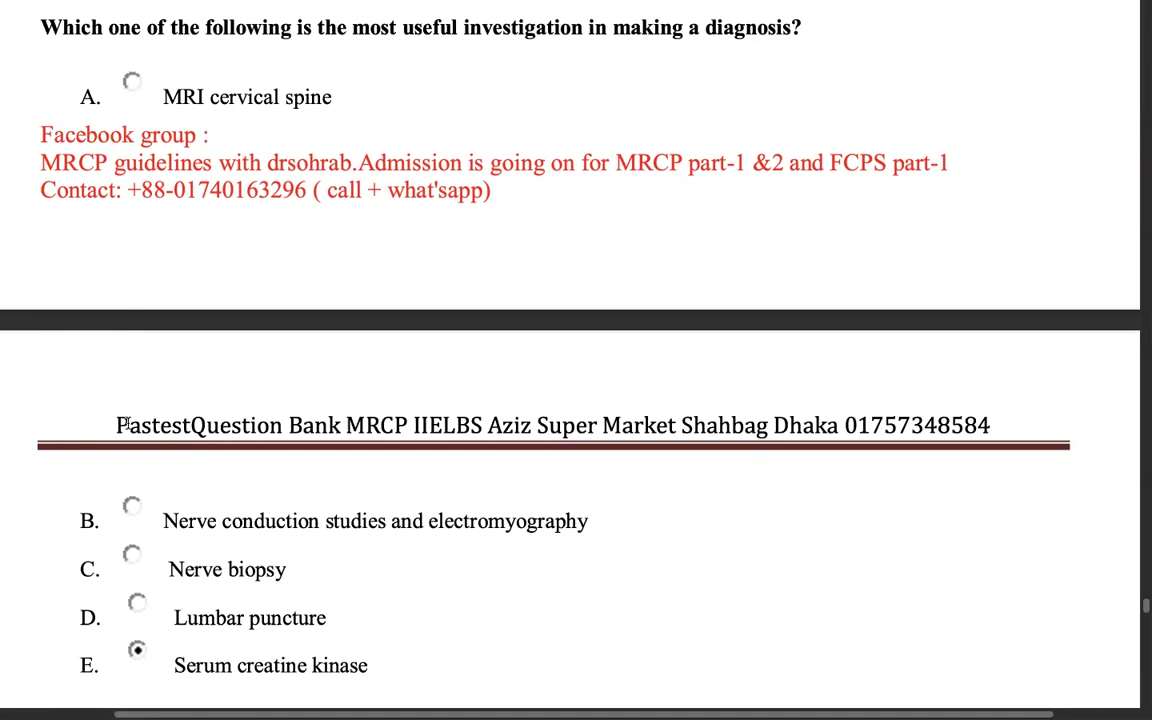 Which one of the following is the most useful investigation in making a diagnosis?
A. MRI cervical spine
Facebook group :
MRCP guidelines with drsohrab.Admission is going on for MRCP part-1 &2 and FCPS part-1
Contact: +88-01740163296 ( call + what'sapp)
PastestQuestion Bank MRCP IIELBS Aziz Super Market Shahbag Dhaka 01757348584
B. Nerve conduction studies and electromyography
C. Nerve biopsy
D. Lumbar puncture
E. Serum creatine kinase